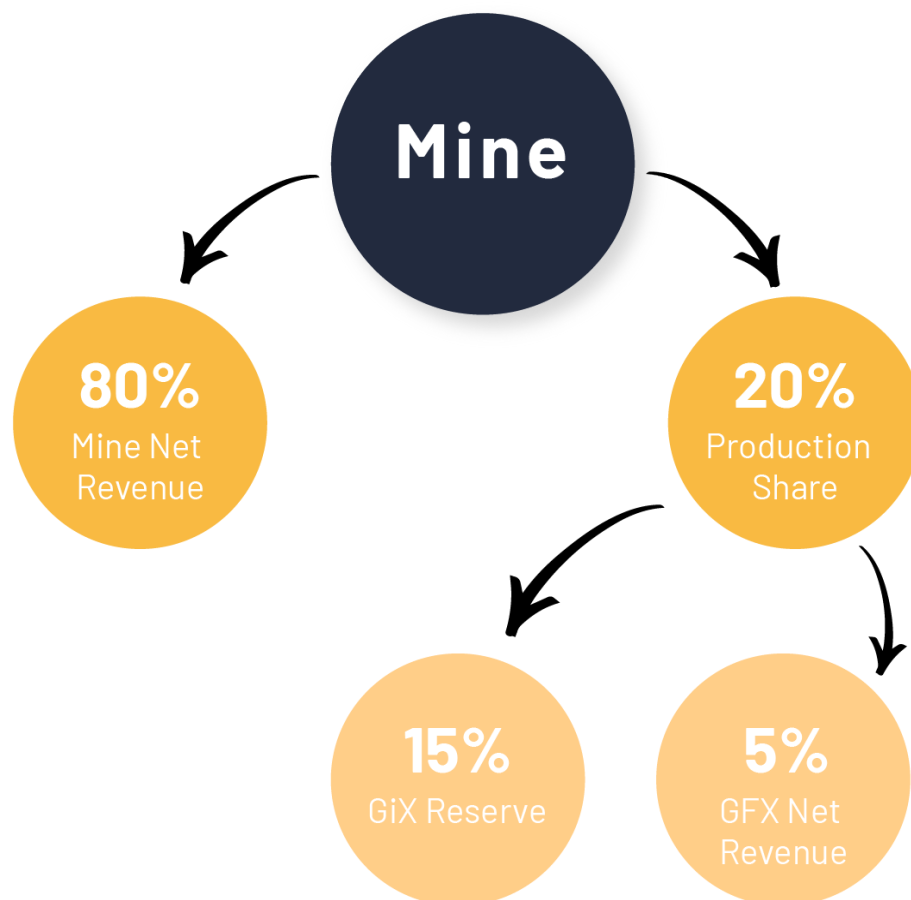 Mine
80%
Mine Net
Revenue
20%
Production
Share
15%
GiX Reserve
5%
GFX Net
Revenue